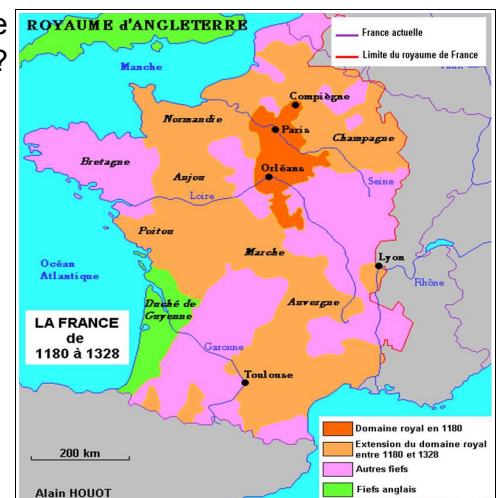 e
?
ROYAUME d'ANGLETERRE
France actuelle
Limite du royaume de France
Manche
Compiègne
Normandie
Paris
Champagne
Bretagne
Orléans
Anjou
Seine
Loire
Poitou
Lyon
Marche
Océan
Atlantique
Rhône
Duché de
Guyenne
Auvergne
LA FRANCE
de
1180 à 1328
Garonne
Toulouse
Domaine royal en 1180
Extension du domaine royal
entre 1180 et 1328
200 km
Autres fiefs
Fiefs anglais
Alain HOUOT